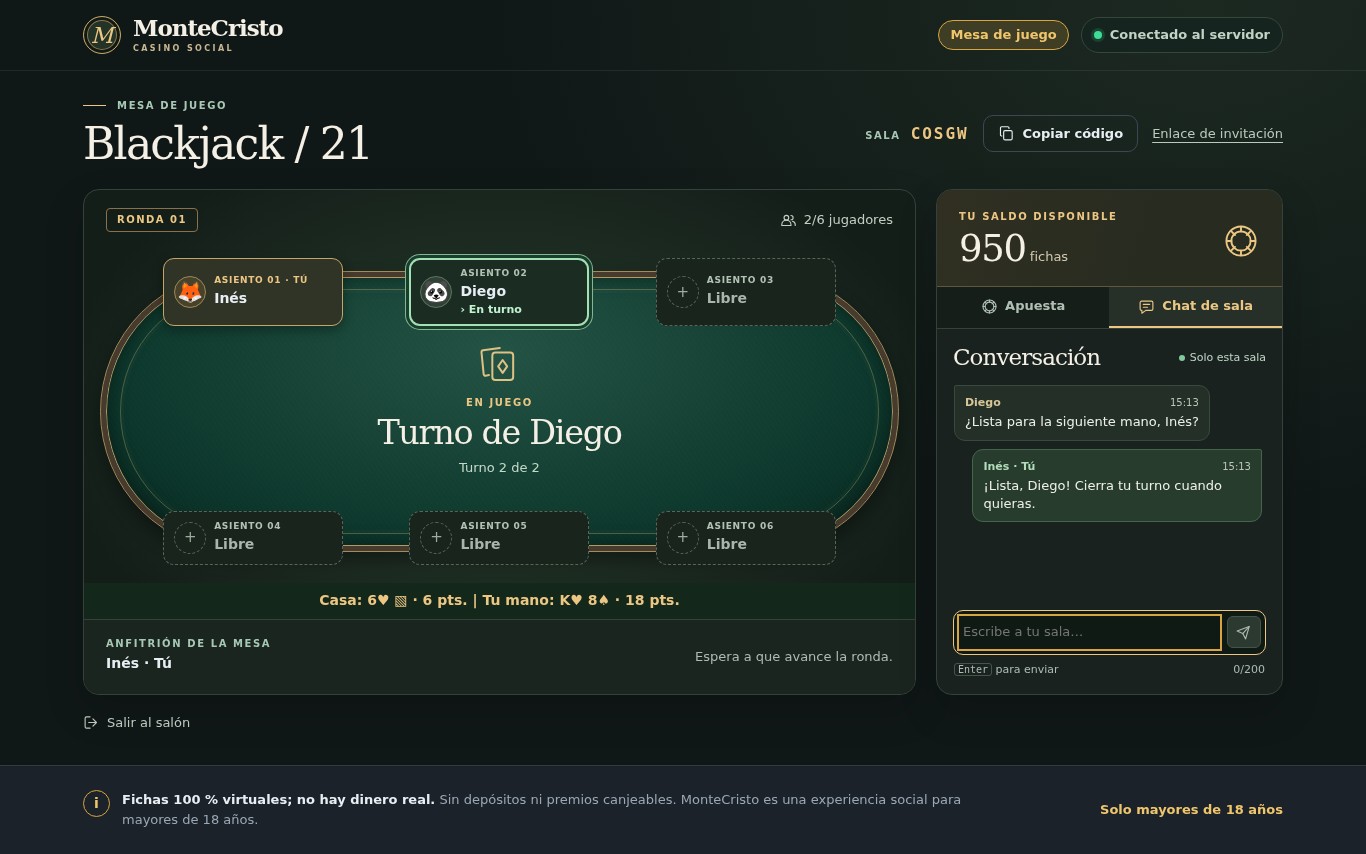 M
MonteCristo
CASINO SOCIAL
Mesa de juego
Conectado al servidor
MESA DE JUEGO
Blackjack / 21
SALA COSGW
Copiar código
Enlace de invitación
RONDA 01
2/6 jugadores
ASIENTO 01 · TÚ
Inés
ASIENTO 02
Diego
› En turno
ASIENTO 03
Libre
EN JUEGO
Turno de Diego
Turno 2 de 2
ASIENTO 04
Libre
ASIENTO 05
Libre
ASIENTO 06
Libre
Casa: 6♥ ▧ · 6 pts. | Tu mano: K♥ 8♠ · 18 pts.
ANFITRIÓN DE LA MESA
Inés · Tú
Espera a que avance la ronda.
TU SALDO DISPONIBLE
950 fichas
Apuesta
Chat de sala
Conversación
Solo esta sala
Diego 15:13
¿Lista para la siguiente mano, Inés?
Inés · Tú 15:13
¡Lista, Diego! Cierra tu turno cuando
quieras.
Escribe a tu sala…
Enter para enviar
0/200
Salir al salón
i
Fichas 100 % virtuales; no hay dinero real. Sin depósitos ni premios canjeables. MonteCristo es una experiencia social para
mayores de 18 años.
Solo mayores de 18 años